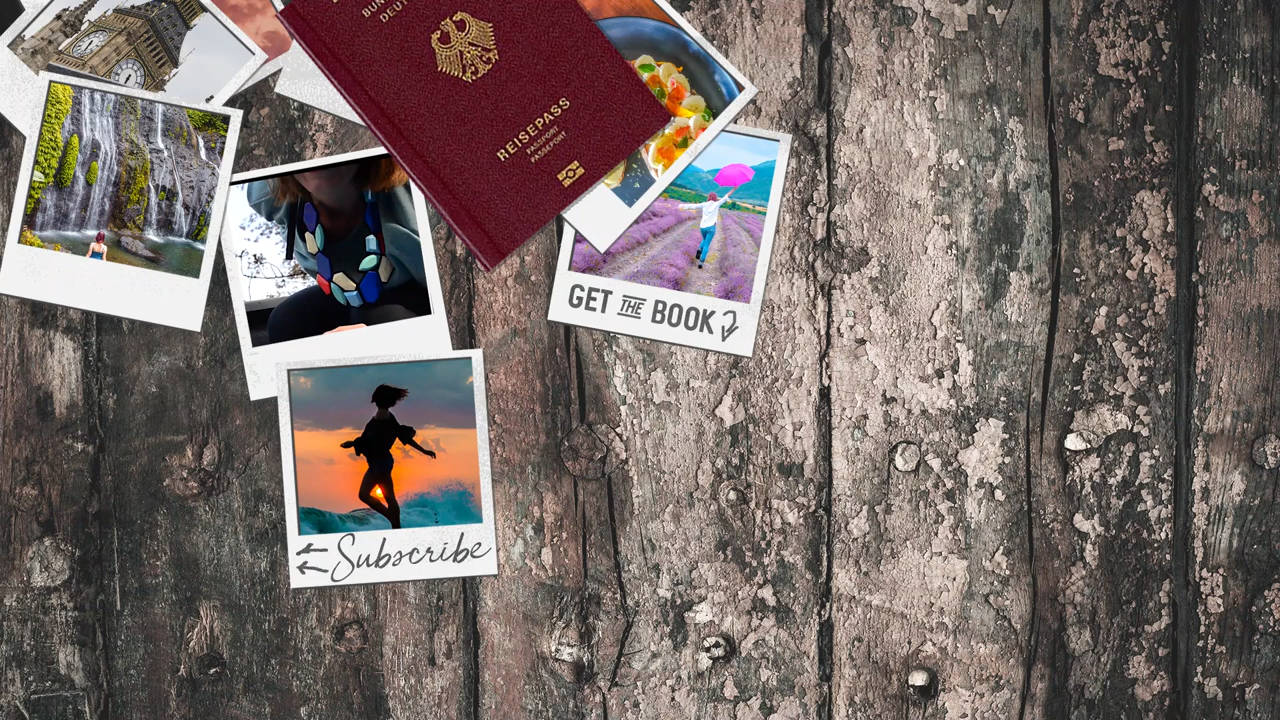 REISEPASS
PASSPORT
PASSEPORT
GET THE BOOK
Subscribe